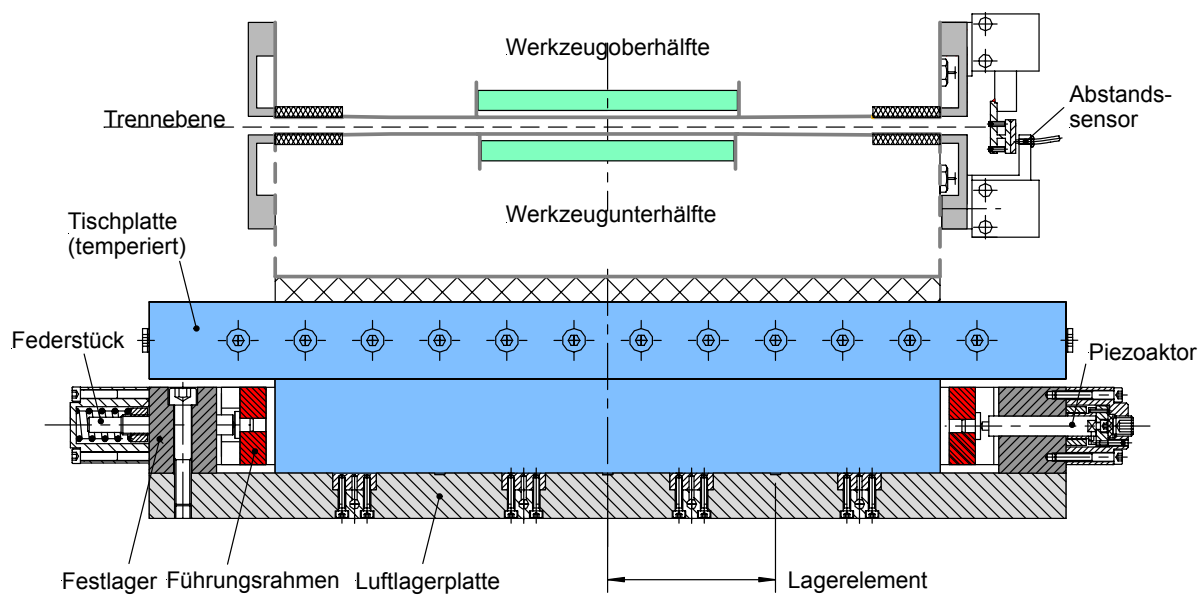 Werkzeugoberhälfte
Abstands-
sensor
Trennebene
Werkzeugunterhälfte
Tischplatte
(temperiert)
Federstück
Piezoaktor
Festlager
Führungsrahmen
Luftlagerplatte
Lagerelement